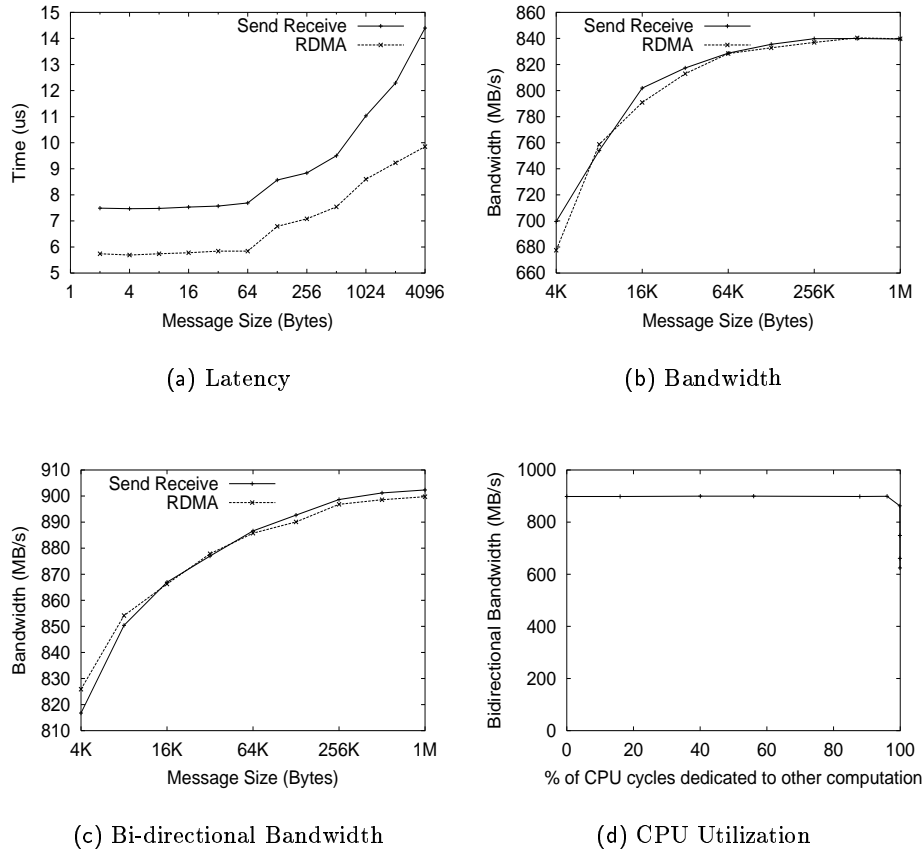 15
14
13
12
11
10
9
8
7
6
5
Time (us)
Send Receive
RDMA
1 4 16 64 256 1024 4096
Message Size (Bytes)
(a) Latency
860
840
820
800
780
760
740
720
700
680
660
Bandwidth (MB/s)
Send Receive
RDMA
4K 16K 64K 256K 1M
Message Size (Bytes)
(b) Bandwidth
910
900
890
880
870
860
850
840
830
820
810
Bandwidth (MB/s)
Send Receive
RDMA
4K 16K 64K 256K 1M
Message Size (Bytes)
(c) Bi-directional Bandwidth
1000
800
600
400
200
0
Bidirectional Bandwidth (MB/s)
0 20 40 60 80 100
% of CPU cycles dedicated to other computation
(d) CPU Utilization